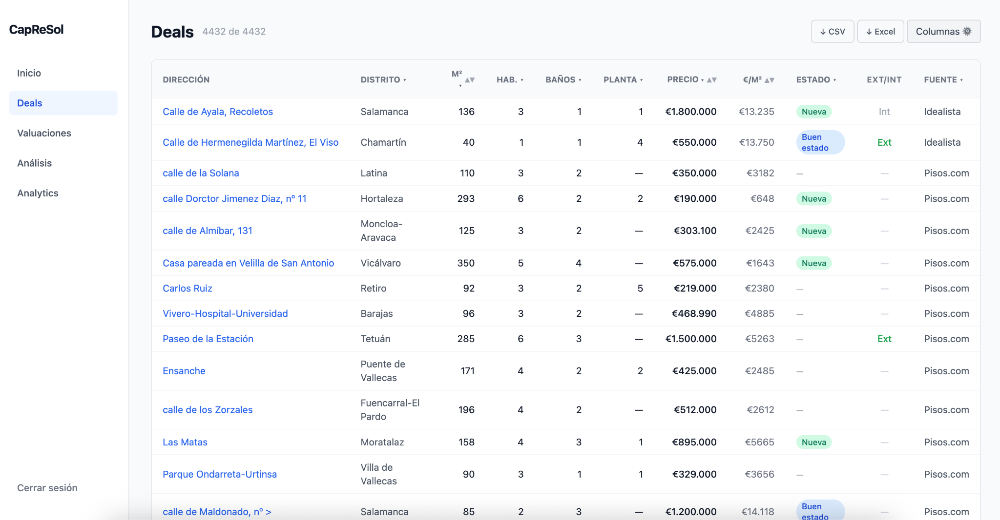 CapReSol
Inicio
Deals
Valuaciones
Análisis
Analytics
Cerrar sesión
Deals 4432 de 4432
↓ CSV ↓ Excel Columnas ⚙
DIRECCIÓN DISTRITO ▾ M² ▾ ▲▼ HAB. ▾ BAÑOS ▾ PLANTA ▾ PRECIO ▾ ▲▼ €/M² ▲▼ ESTADO ▾ EXT/INT FUENTE ▾
Calle de Ayala, Recoletos Salamanca 136 3 1 1 €1.800.000 €13.235 Nueva Int Idealista
Calle de Hermenegilda Martínez, El Viso Chamartín 40 1 1 4 €550.000 €13.750 Buen estado Ext Idealista
calle de la Solana Latina 110 3 2 — €350.000 €3182 — — Pisos.com
calle Dorctor Jimenez Diaz, nº 11 Hortaleza 293 6 2 2 €190.000 €648 Nueva — Pisos.com
calle de Almíbar, 131 Moncloa-Aravaca 125 3 2 — €303.100 €2425 Nueva — Pisos.com
Casa pareada en Velilla de San Antonio Vicálvaro 350 5 4 — €575.000 €1643 Nueva — Pisos.com
Carlos Ruiz Retiro 92 3 2 5 €219.000 €2380 — — Pisos.com
Vivero-Hospital-Universidad Barajas 96 3 2 — €468.990 €4885 — — Pisos.com
Paseo de la Estación Tetuán 285 6 3 — €1.500.000 €5263 — Ext Pisos.com
Ensanche Puente de Vallecas 171 4 2 2 €425.000 €2485 — — Pisos.com
calle de los Zorzales Fuencarral-El Pardo 196 4 2 — €512.000 €2612 — — Pisos.com
Las Matas Moratalaz 158 4 3 1 €895.000 €5665 Nueva — Pisos.com
Parque Ondarreta-Urtinsa Villa de Vallecas 90 3 1 1 €329.000 €3656 — — Pisos.com
calle de Maldonado, nº > Salamanca 85 2 3 — €1.200.000 €14.118 Buen estado — Pisos.com